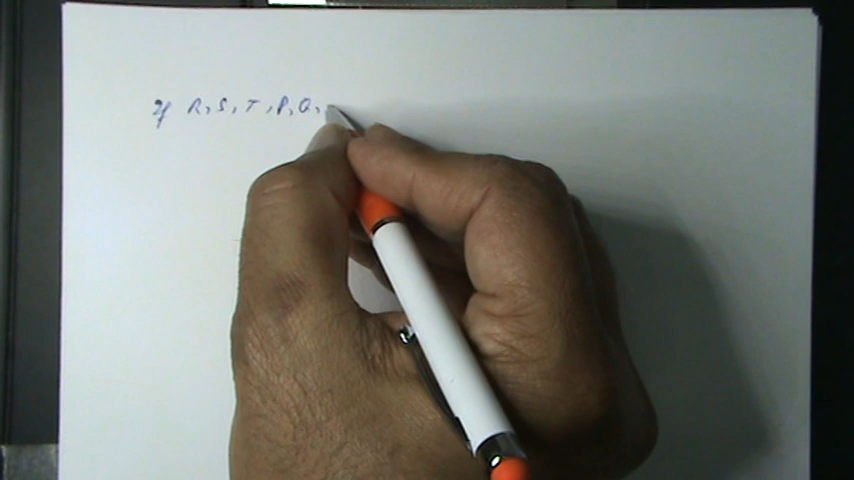 If R, S, T, P, Q,